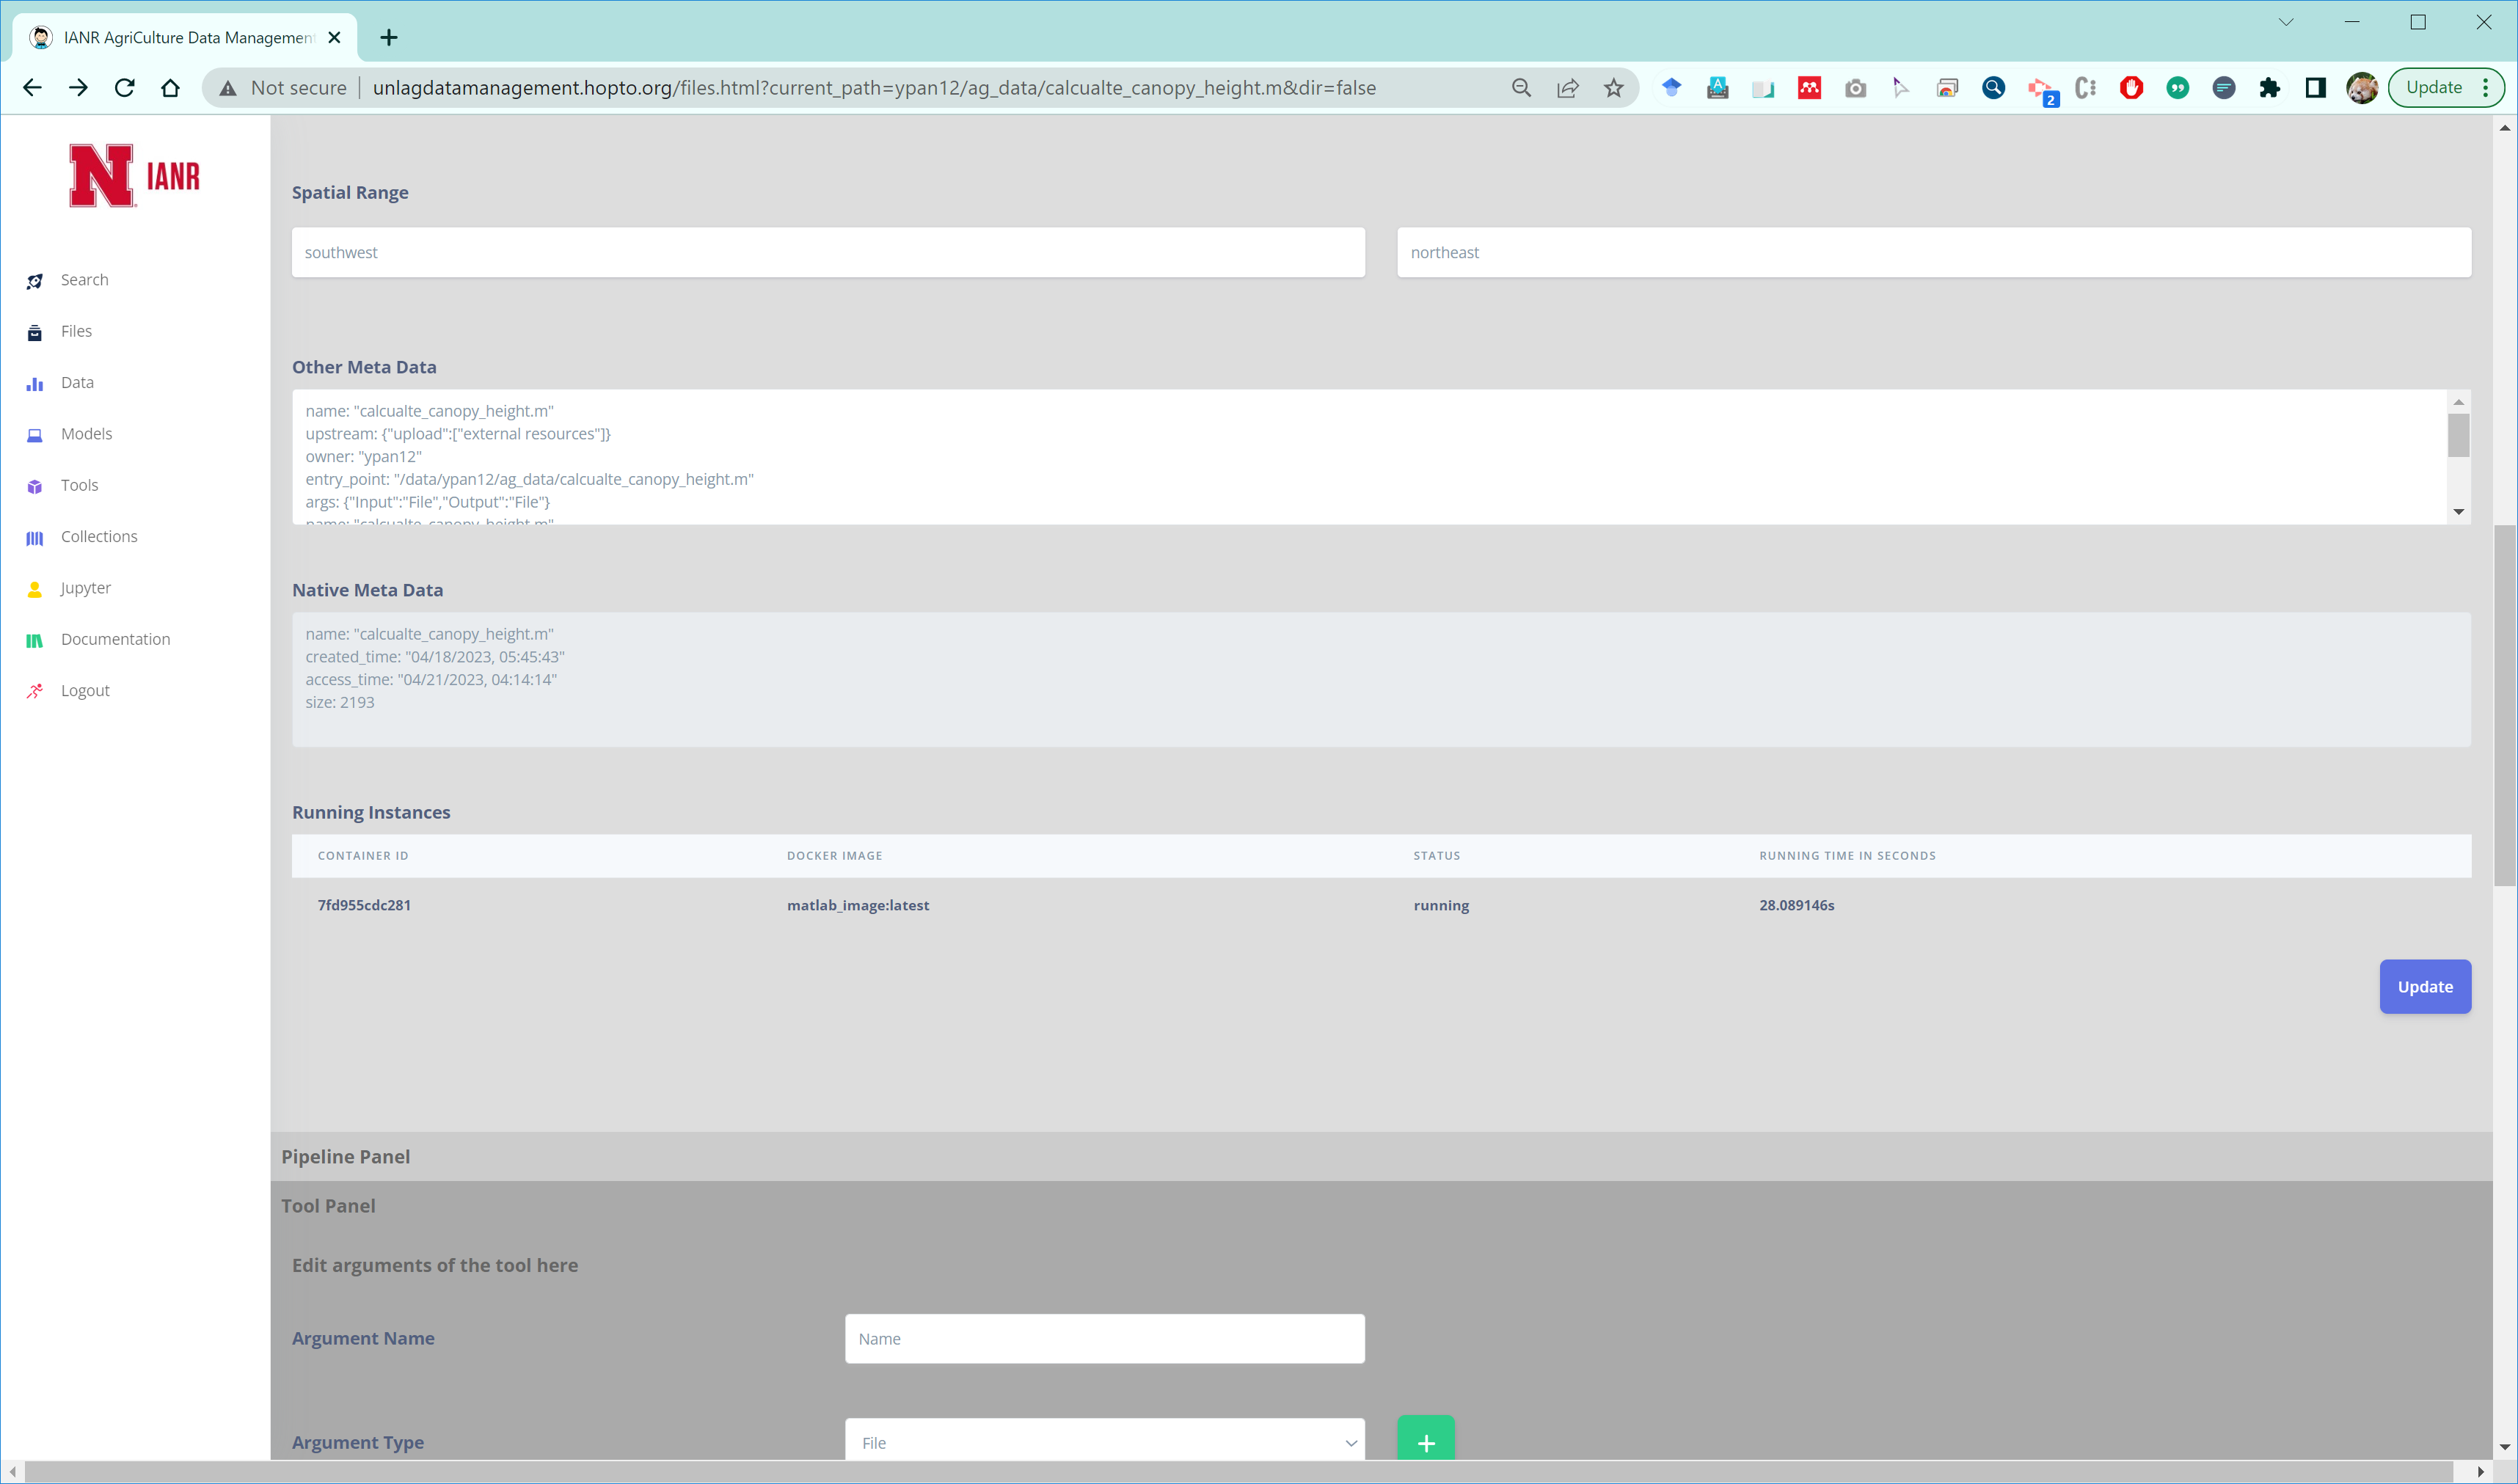 IANR AgriCulture Data Managemen
Not secure
unlagdatamanagement.hopto.org/files.html?current_path=ypan12/ag_data/calcualte_canopy_height.m&dir=false
2
Update
N IANR
Search
Files
Data
Models
Tools
Collections
Jupyter
Documentation
Logout
Spatial Range
southwest
northeast
Other Meta Data
name: "calcualte_canopy_height.m"
upstream: {"upload":["external resources"]}
owner: "ypan12"
entry_point: "/data/ypan12/ag_data/calcualte_canopy_height.m"
args: {"Input":"File","Output":"File"}
name: "calcualte_canopy_height.m"
Native Meta Data
name: "calcualte_canopy_height.m"
created_time: "04/18/2023, 05:45:43"
access_time: "04/21/2023, 04:14:14"
size: 2193
Running Instances
CONTAINER ID DOCKER IMAGE STATUS RUNNING TIME IN SECONDS
7fd955cdc281 matlab_image:latest running 28.089146s
Update
Pipeline Panel
Tool Panel
Edit arguments of the tool here
Argument Name
Name
Argument Type
File
+